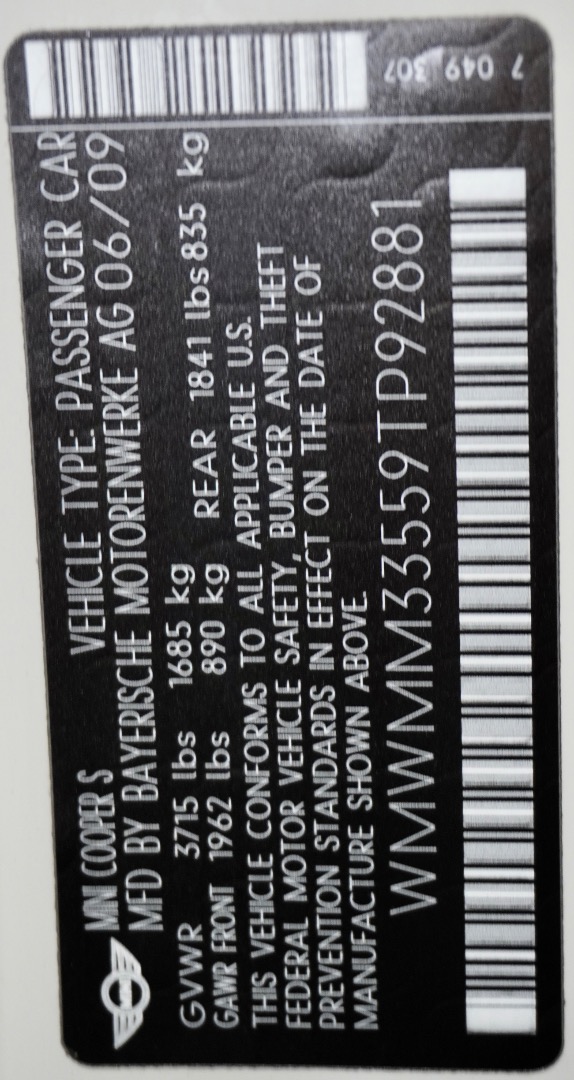 MINI COOPER S VEHICLE TYPE: PASSENGER CAR
MFD BY BAYERISCHE MOTORENWERKE AG 06/09
GVWR 3715 lbs 1685 kg
GAWR FRONT 1962 lbs 890 kg REAR 1841 lbs 835 kg
THIS VEHICLE CONFORMS TO ALL APPLICABLE U.S.
FEDERAL MOTOR VEHICLE SAFETY, BUMPER AND THEFT
PREVENTION STANDARDS IN EFFECT ON THE DATE OF
MANUFACTURE SHOWN ABOVE.
WMWMM33559TP92881
7 049 307